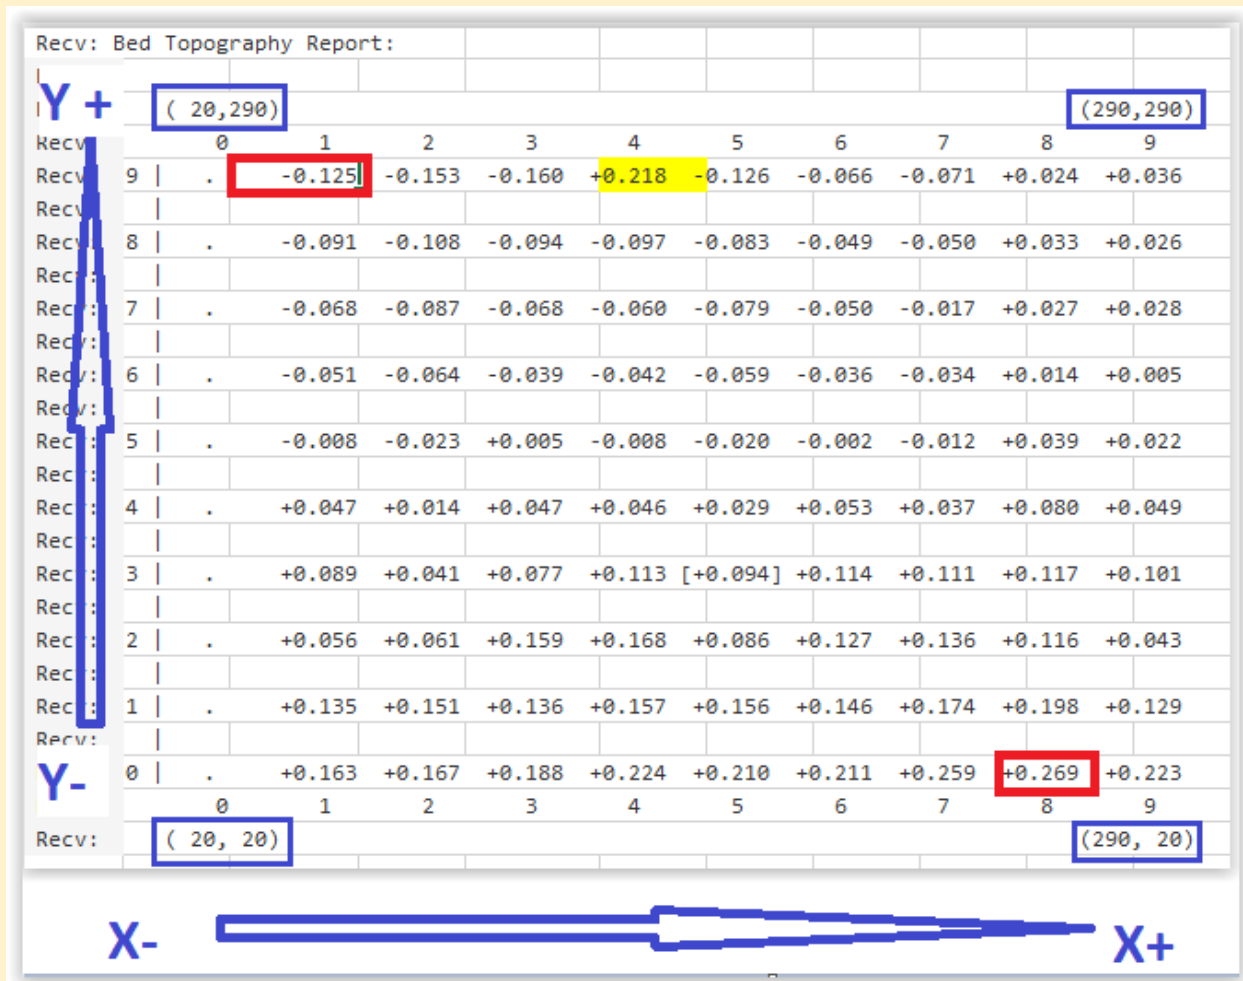 Recv: Bed Topography Report:
Y +
( 20,290) (290,290)
Recv 0 1 2 3 4 5 6 7 8 9
Recv 9 | . -0.125 -0.153 -0.160 +0.218 -0.126 -0.066 -0.071 +0.024 +0.036
Recv |
Recv 8 | . -0.091 -0.108 -0.094 -0.097 -0.083 -0.049 -0.050 +0.033 +0.026
Recv: |
Recv: 7 | . -0.068 -0.087 -0.068 -0.060 -0.079 -0.050 -0.017 +0.027 +0.028
Recv: |
Recv: 6 | . -0.051 -0.064 -0.039 -0.042 -0.059 -0.036 -0.034 +0.014 +0.005
Recv: |
Recv: 5 | . -0.008 -0.023 +0.005 -0.008 -0.020 -0.002 -0.012 +0.039 +0.022
Recv: |
Recv: 4 | . +0.047 +0.014 +0.047 +0.046 +0.029 +0.053 +0.037 +0.080 +0.049
Recv: |
Recv: 3 | . +0.089 +0.041 +0.077 +0.113 [+0.094] +0.114 +0.111 +0.117 +0.101
Recv: |
Recv: 2 | . +0.056 +0.061 +0.159 +0.168 +0.086 +0.127 +0.136 +0.116 +0.043
Recv: |
Recv: 1 | . +0.135 +0.151 +0.136 +0.157 +0.156 +0.146 +0.174 +0.198 +0.129
Recv: |
Y- 0 | . +0.163 +0.167 +0.188 +0.224 +0.210 +0.211 +0.259 +0.269 +0.223
0 1 2 3 4 5 6 7 8 9
Recv: ( 20, 20) (290, 20)
X- X+